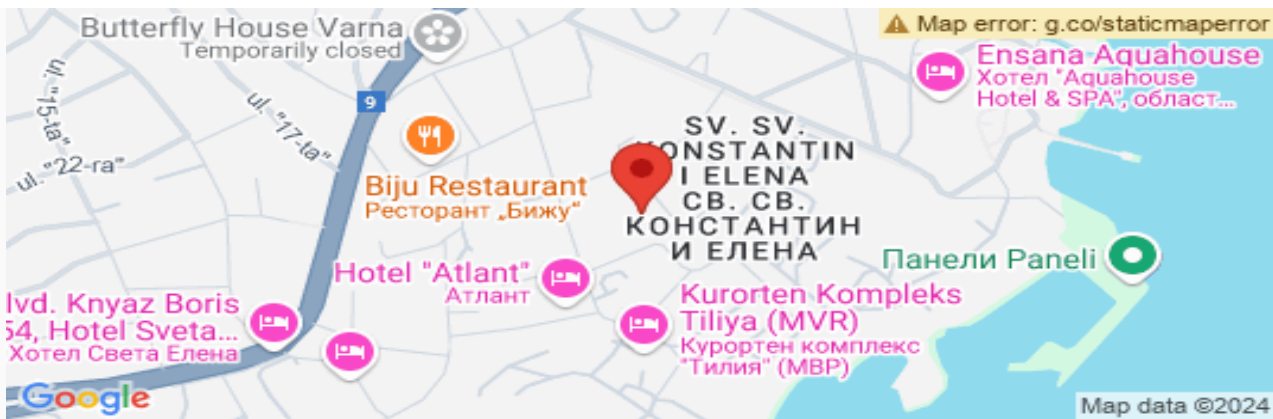 Butterfly House Varna
Temporarily closed
Map error: g.co/staticmaperror
Ensana Aquahouse
Хотел "Aquahouse
Hotel & SPA", област...
ul. "15-ta"
ul. "17-ta"
9
ul. "22-ra"
Biju Restaurant
Ресторант „Бижу“
SV. SV.
KONSTANTIN
I ELENA
СВ. СВ.
КОНСТАНТИН
И ЕЛЕНА
Панели Paneli
Hotel "Atlant"
Атлант
lvd. Knyaz Boris
54, Hotel Sveta...
Хотел Света Елена
Kurorten Kompleks
Tiliya (MVR)
Курортен комплекс
"Тилия" (МВР)
Google
Map data ©2024